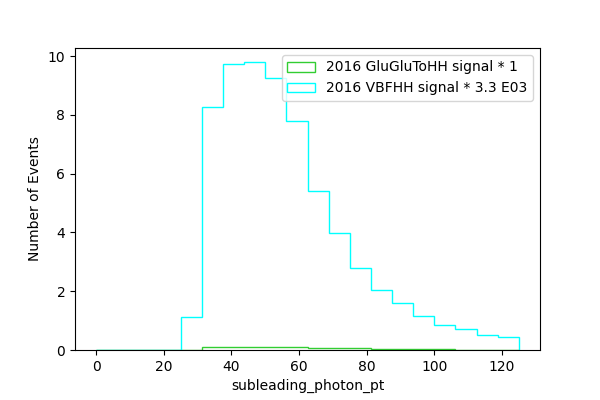 10
8
6
4
2
0
Number of Events
2016 GluGluToHH signal * 1
2016 VBFHH signal * 3.3 E03
0 20 40 60 80 100 120
subleading_photon_pt